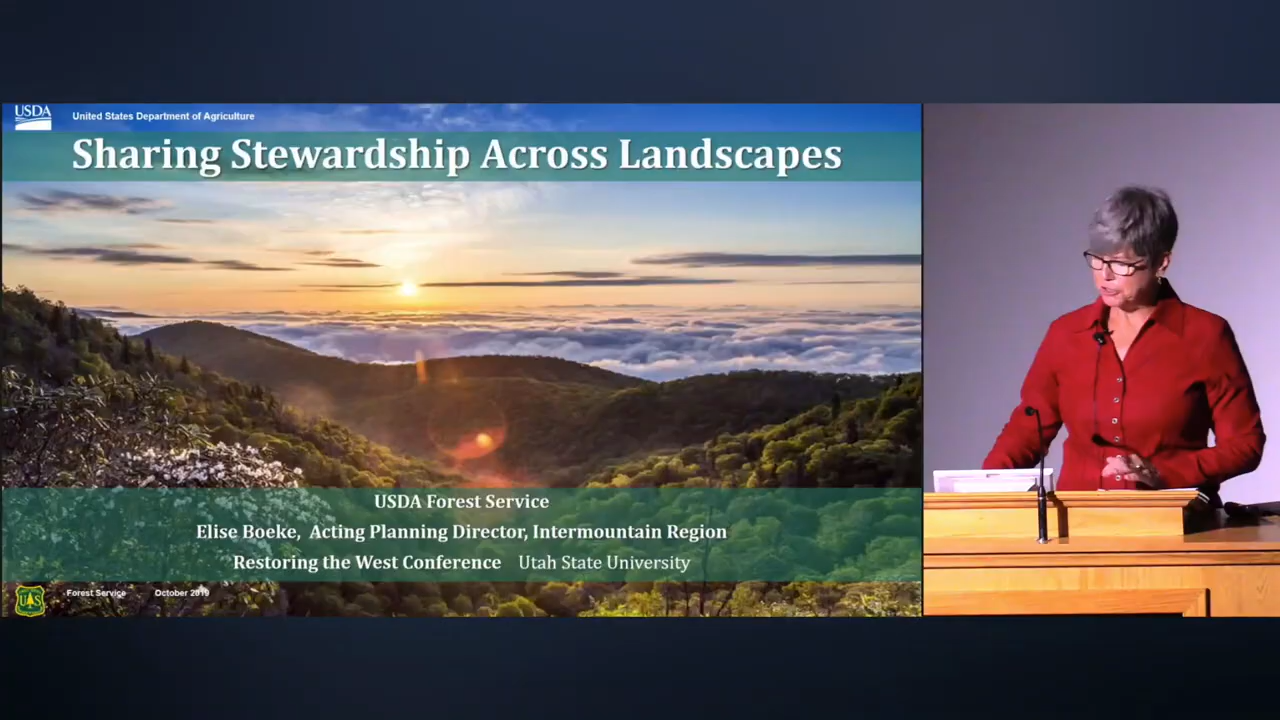 USDA
United States Department of Agriculture
Sharing Stewardship Across Landscapes
USDA Forest Service
Elise Boeke, Acting Planning Director, Intermountain Region
Restoring the West Conference Utah State University
Forest Service October 2019
U S